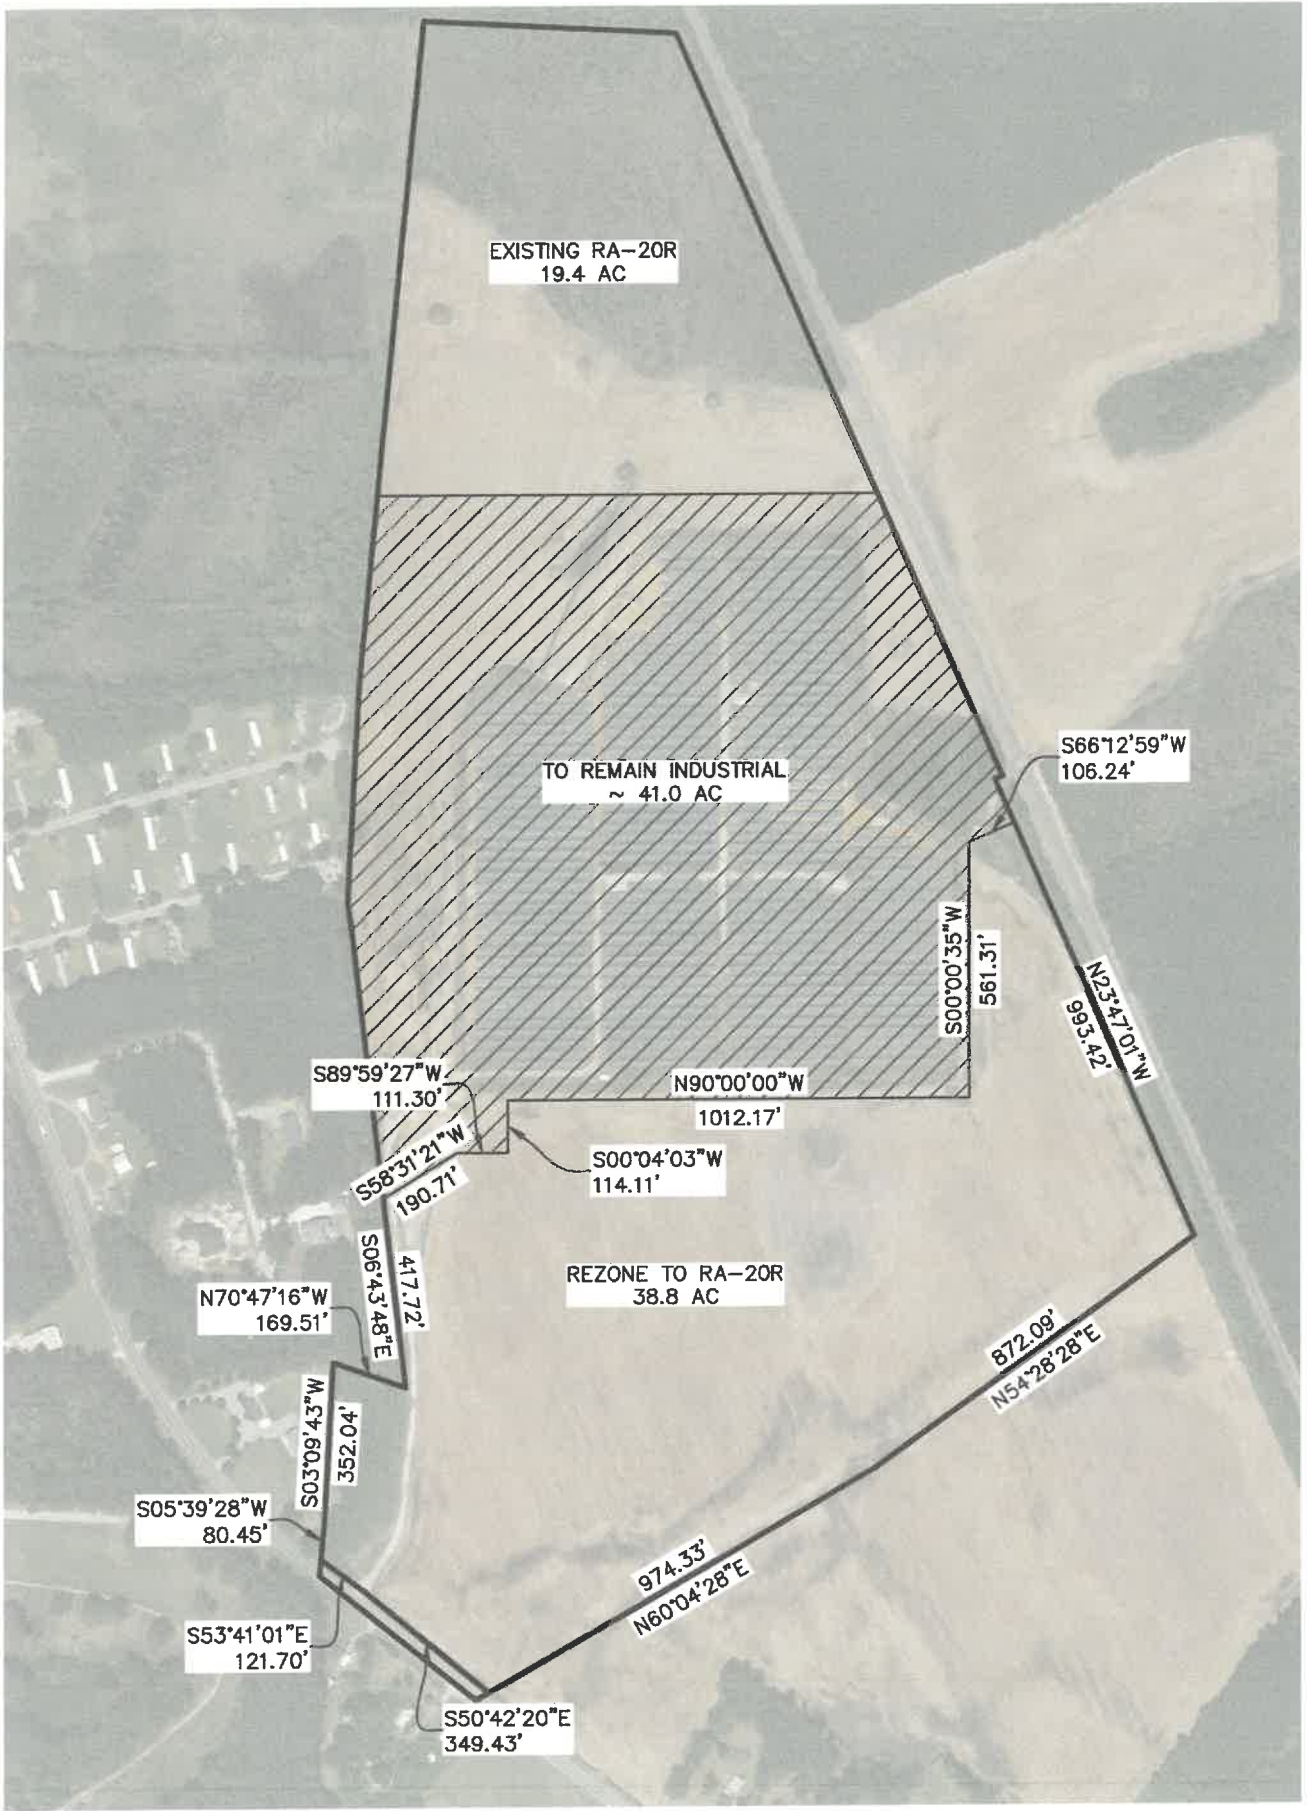 EXISTING RA-20R
19.4 AC
TO REMAIN INDUSTRIAL
~ 41.0 AC
S66°12'59"W
106.24'
S00°00'35"W
561.31'
N23°47'01"W
993.42'
S89°59'27"W
111.30'
N90°00'00"W
1012.17'
S58°31'21"W
190.71'
S00°04'03"W
114.11'
S06°43'48"E
417.72'
REZONE TO RA-20R
38.8 AC
N70°47'16"W
169.51'
872.09'
N54°28'28"E
S03°09'43"W
352.04'
S05°39'28"W
80.45'
974.33'
N60°04'28"E
S53°41'01"E
121.70'
S50°42'20"E
349.43'